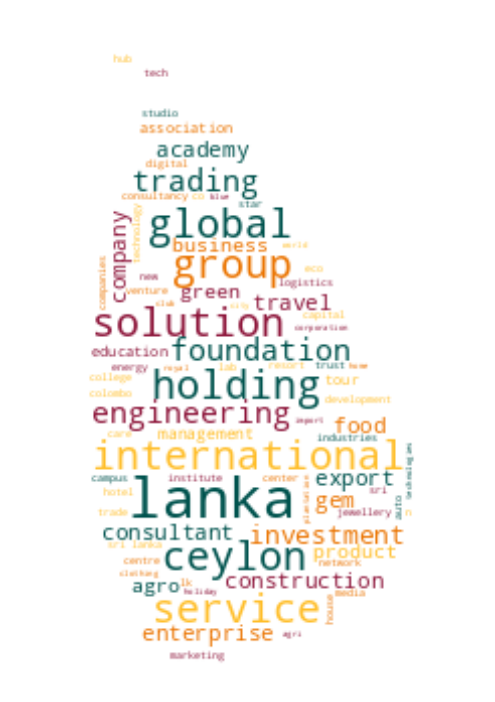 hub
tech
studio
association
academy
digital
trading
consultancy co blue
star
technology
company
global
business world
group
companies
new
eco
logistics
venture green
club city travel
solution capital
corporation
education foundation
energy royal lab resort trust home
college holding tour
colombo development
engineering import
food
care management industries
international
technologies
campus institute center export
plantation
sri
hotel lanka gem auto
trade jewellery n
consultant investment
sri lanka ceylon product
centre network
clothing construction
agro lk holiday media
service house
enterprise agri
marketing